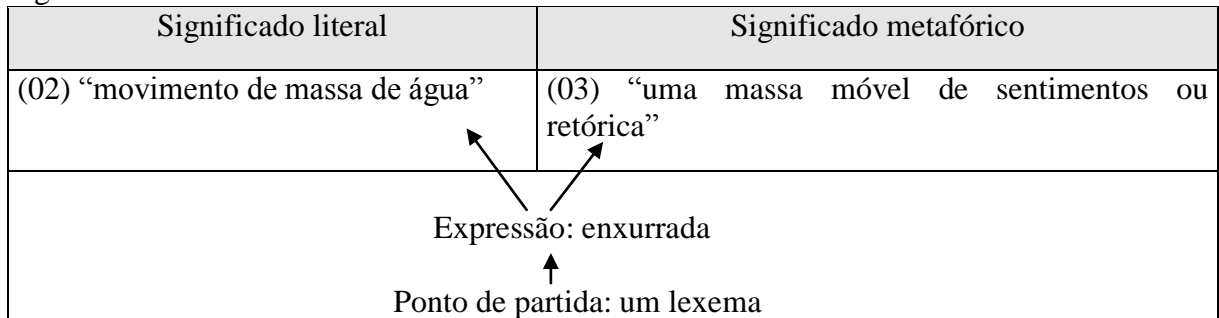 Significado literal
Significado metafórico
(02) “movimento de massa de água”
(03) “uma massa móvel de sentimentos ou
retórica”
Expressão: enxurrada
Ponto de partida: um lexema